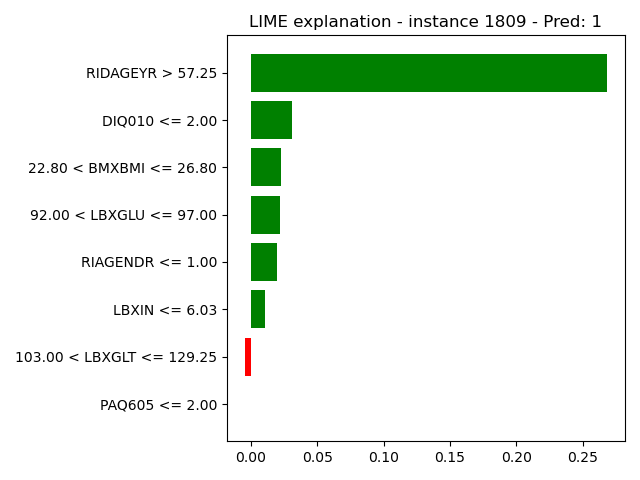 LIME explanation - instance 1809 - Pred: 1
RIDAGEYR > 57.25
DIQ010 <= 2.00
22.80 < BMXBMI <= 26.80
92.00 < LBXGLU <= 97.00
RIAGENDR <= 1.00
LBXIN <= 6.03
103.00 < LBXGLT <= 129.25
PAQ605 <= 2.00
0.00 0.05 0.10 0.15 0.20 0.25